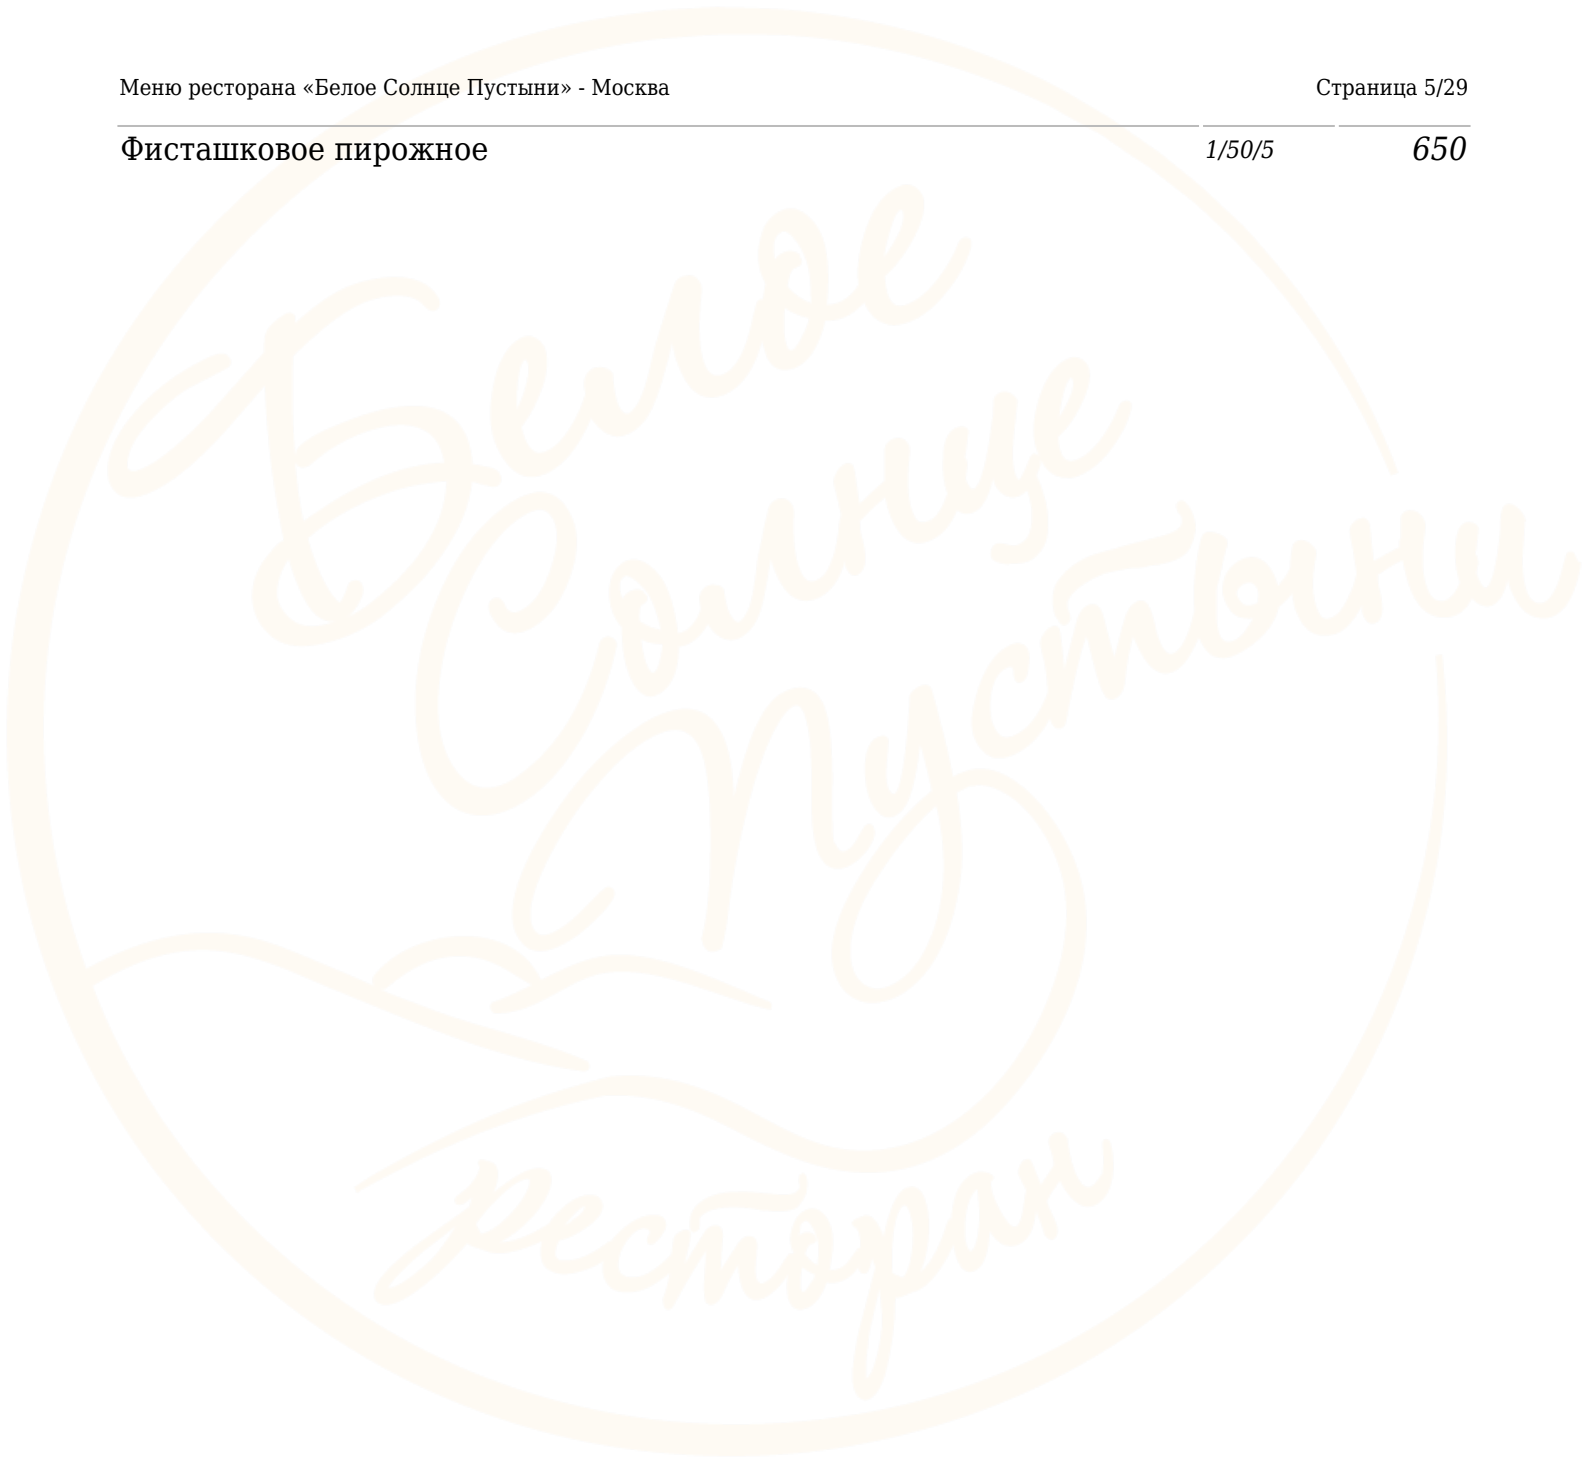 Меню ресторана «Белое Солнце Пустыни» - Москва Страница 5/29
Фисташковое пирожное 1/50/5 650
Белое
Солнце
Пустыни
ресторан